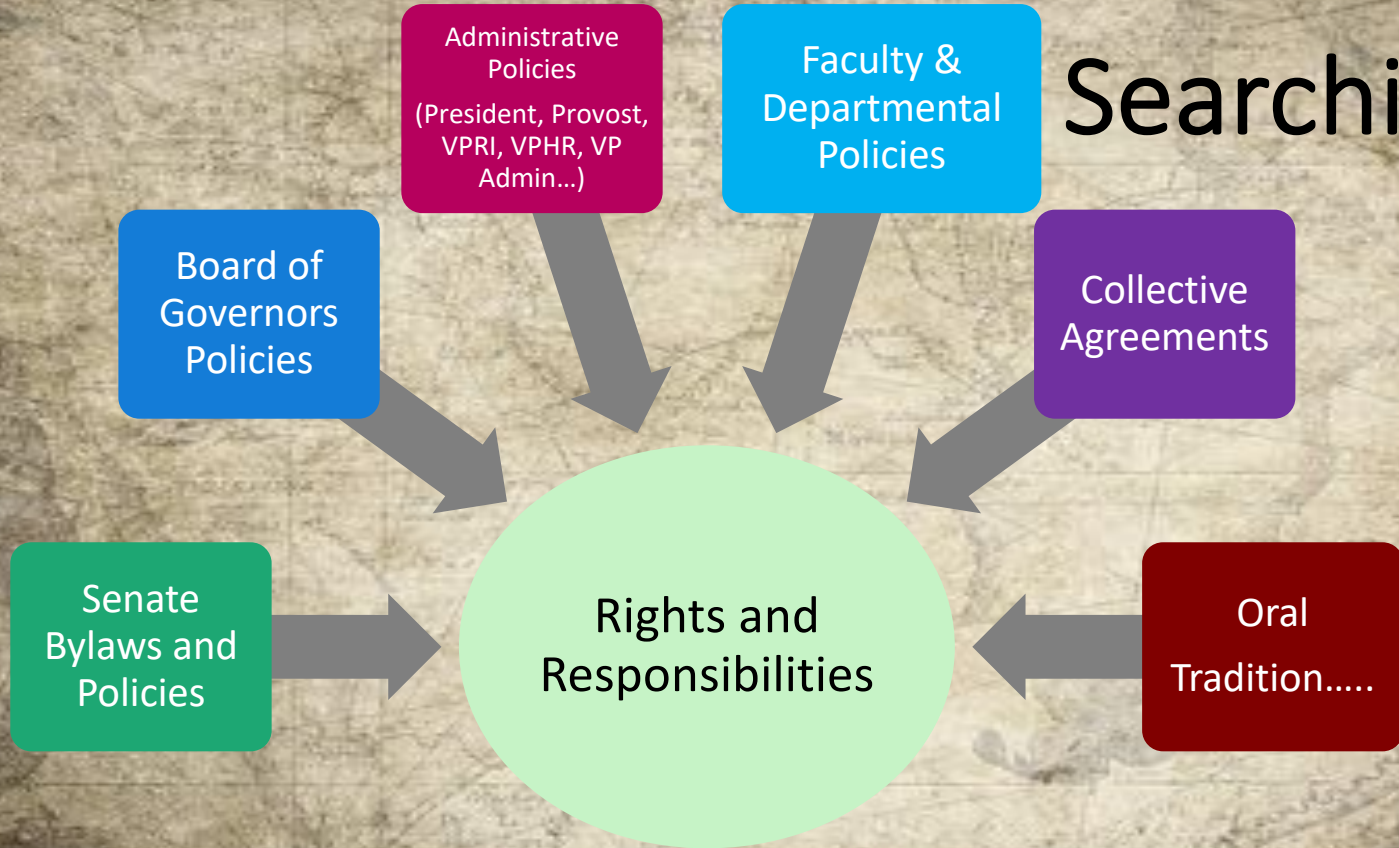 Searchi
Administrative
Policies
(President, Provost,
VPRI, VPHR, VP
Admin…)
Faculty &
Departmental
Policies
Board of
Governors
Policies
Collective
Agreements
Senate
Bylaws and
Policies
Rights and
Responsibilities
Oral
Tradition…..